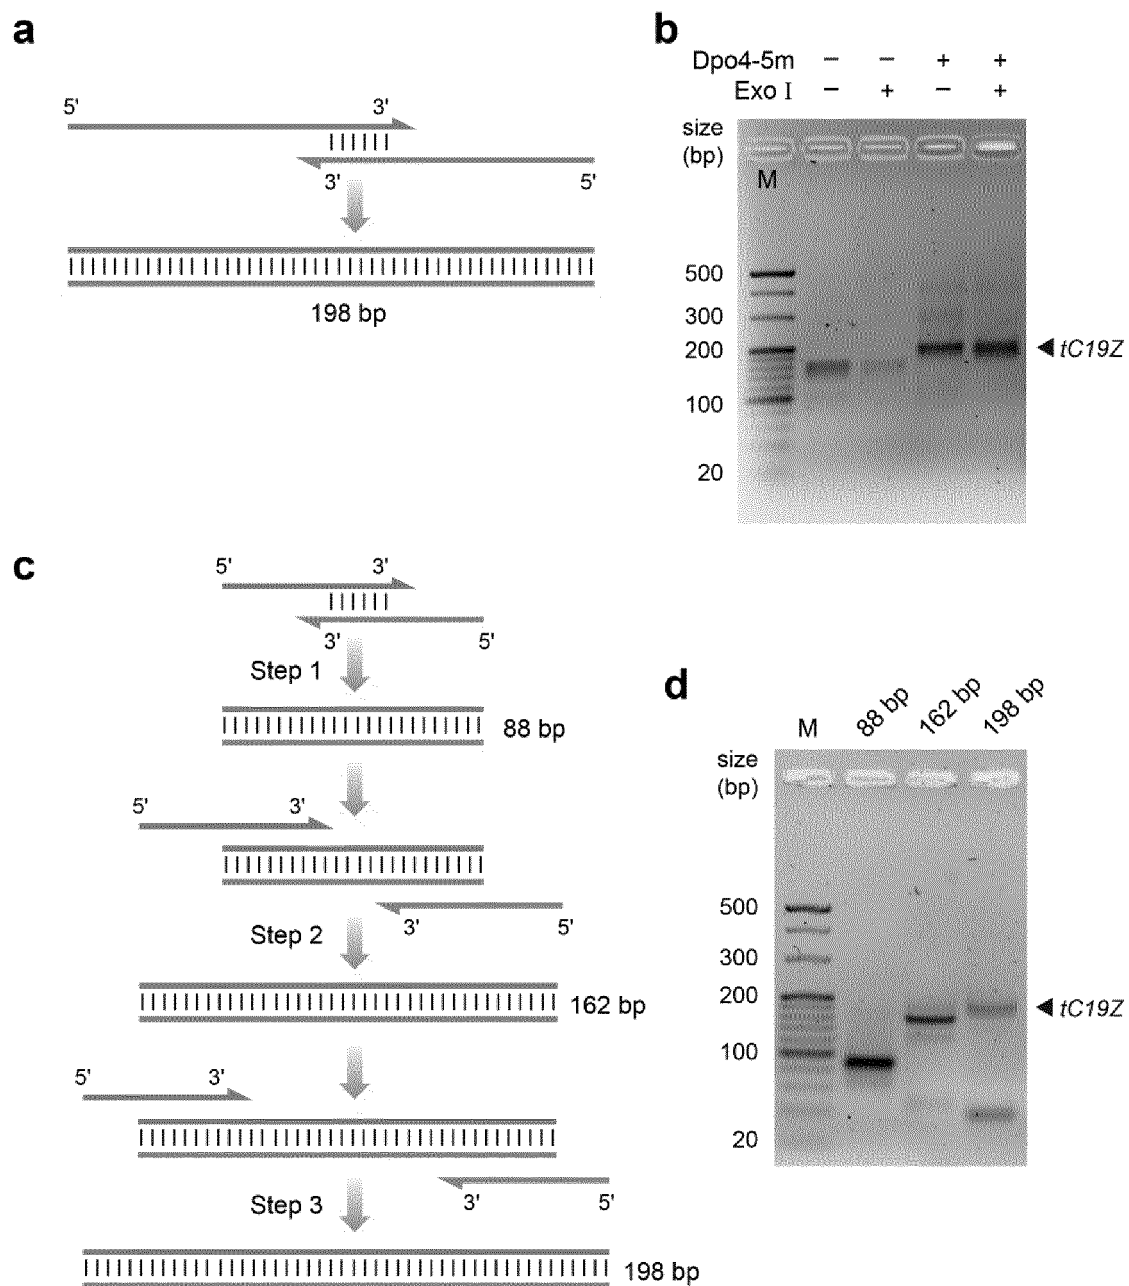 a
5' 3'
3' 5'
198 bp
b
Dpo4-5m – – + +
Exo I – + – +
size
(bp)
M
500
300
200
◄ tC19Z
100
20
c
5' 3'
3' 5'
Step 1
88 bp
5' 3'
3' 5'
Step 2
162 bp
5' 3'
3' 5'
Step 3
198 bp
d
M 88 bp 162 bp 198 bp
size
(bp)
500
300
200
◄ tC19Z
100
20